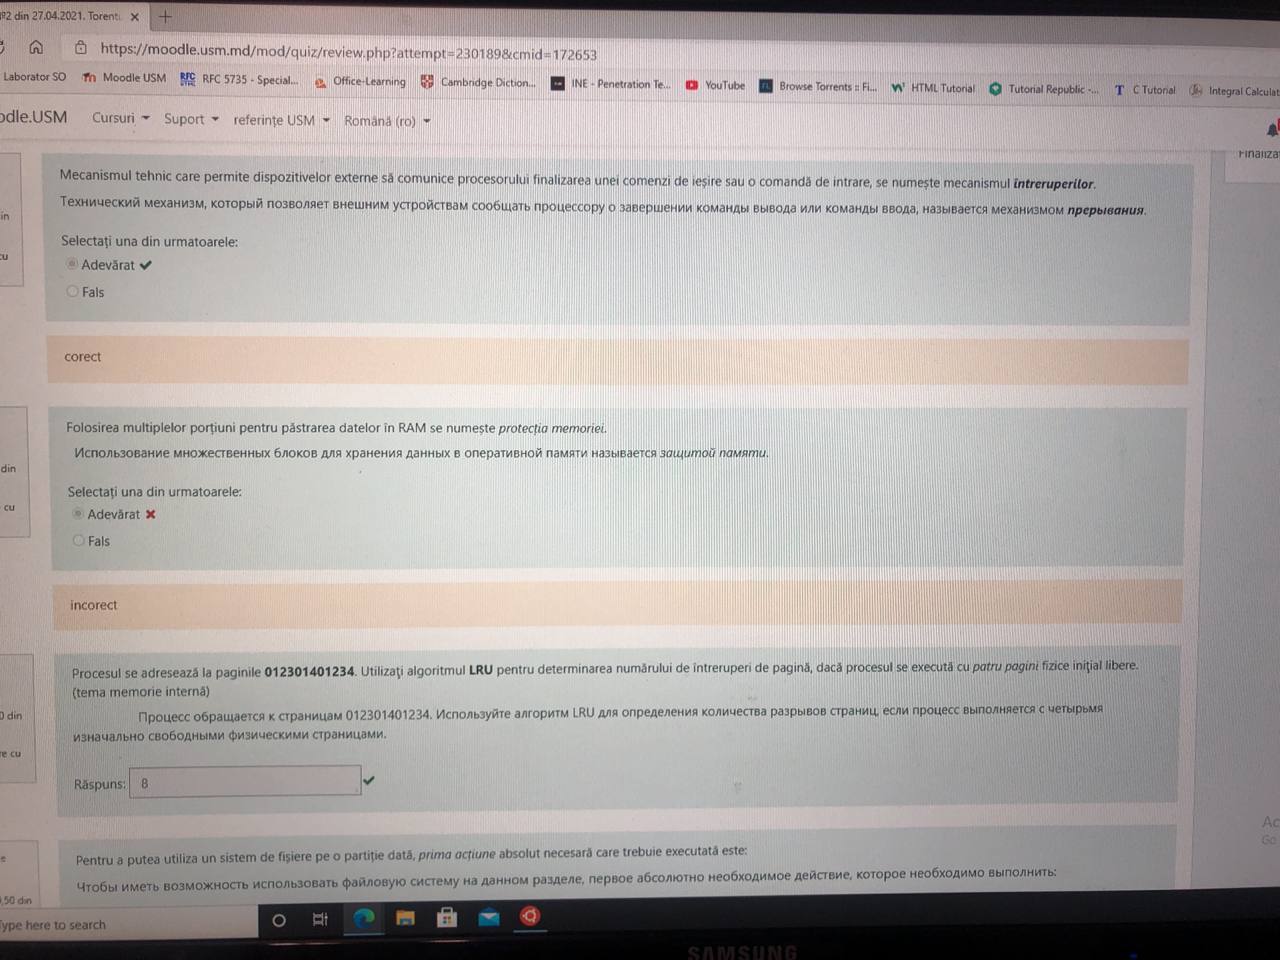 №2 din 27.04.2021. Torent:
https://moodle.usm.md/mod/quiz/review.php?attempt=230189&cmid=172653
Laborator SO Moodle USM RFC 5735 - Special... Office-Learning Cambridge Diction... INE - Penetration Te... YouTube Browse Torrents :: Fi... HTML Tutorial Tutorial Republic -... C Tutorial Integral Calculat
odle.USM Cursuri Suport referințe USM Română (ro)
Finaliza
Mecanismul tehnic care permite dispozitivelor externe să comunice procesorului finalizarea unei comenzi de ieșire sau o comandă de intrare, se numește mecanismul întreruperilor.
in
Технический механизм, который позволяет внешним устройствам сообщать процессору о завершении команды вывода или команды ввода, называется механизмом прерывания.
Selectați una din urmatoarele:
cu
Adevărat
Fals
corect
Folosirea multiplelor porțiuni pentru păstrarea datelor în RAM se numește protecția memoriei.
Использование множественных блоков для хранения данных в оперативной памяти называется защитой памяти.
din
Selectați una din urmatoarele:
cu
Adevărat
Fals
incorect
Procesul se adresează la paginile 012301401234. Utilizați algoritmul LRU pentru determinarea numărului de întreruperi de pagină, dacă procesul se execută cu patru pagini fizice inițial libere.
(tema memorie internă)
0 din
Процесс обращается к страницам 012301401234. Используйте алгоритм LRU для определения количества разрывов страниц, если процесс выполняется с четырьмя
изначально свободными физическими страницами.
re cu
Răspuns: 8
Ac
Go
Pentru a putea utiliza un sistem de fișiere pe o partiție dată, prima acțiune absolut necesară care trebuie executată este:
e
Чтобы иметь возможность использовать файловую систему на данном разделе, первое абсолютно необходимое действие, которое необходимо выполнить:
,50 din
Type here to search
SAMSUNG